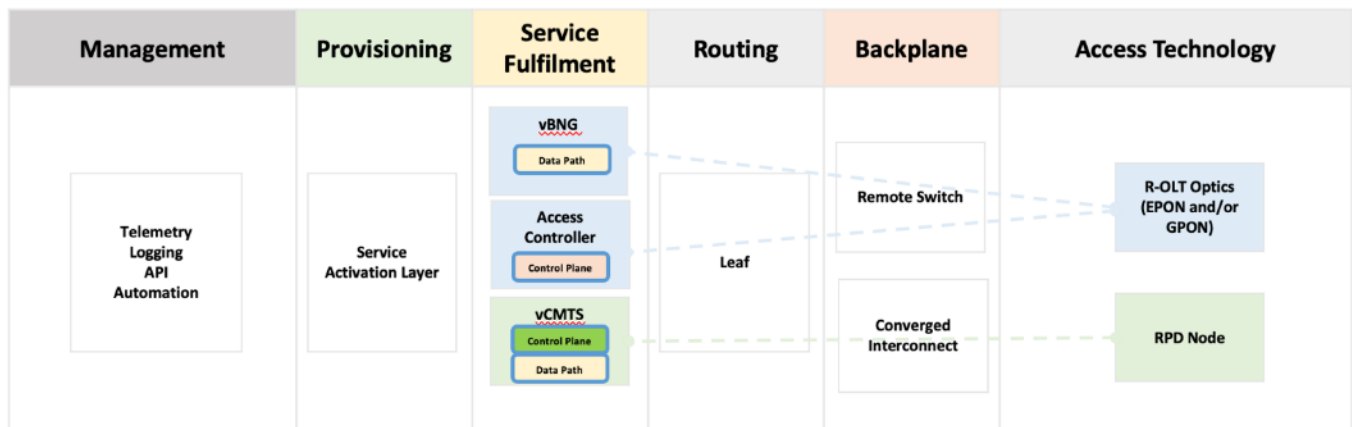 Management
Provisioning
Service
Fulfilment
Routing
Backplane
Access Technology
Telemetry
Logging
API
Automation
Service
Activation Layer
vBNG
Data Path
Access
Controller
Control Plane
vCMTS
Control Plane
Data Path
Leaf
Remote Switch
Converged
Interconnect
R-OLT Optics
(EPON and/or
GPON)
RPD Node